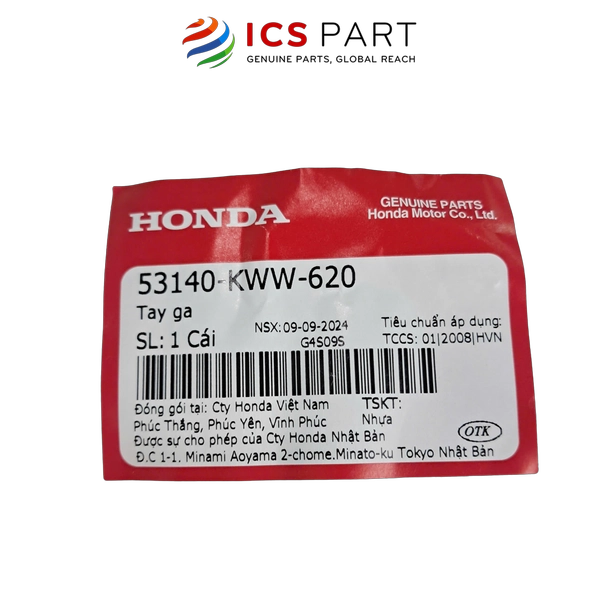 ICS PART
GENUINE PARTS, GLOBAL REACH
HONDA
GENUINE PARTS
Honda Motor Co., Ltd.
53140-KWW-620
Tay ga
SL: 1 Cái
NSX: 09-09-2024
G4S09S
Tiêu chuẩn áp dụng:
TCCS: 01|2008|HVN
Đóng gói tại: Cty Honda Việt Nam
Phúc Thắng, Phúc Yên, Vĩnh Phúc
TSKT:
Nhựa
Được sự cho phép của Cty Honda Nhật Bản
Đ.C 1-1. Minami Aoyama 2-chome.Minato-ku Tokyo Nhật Bản
OTK